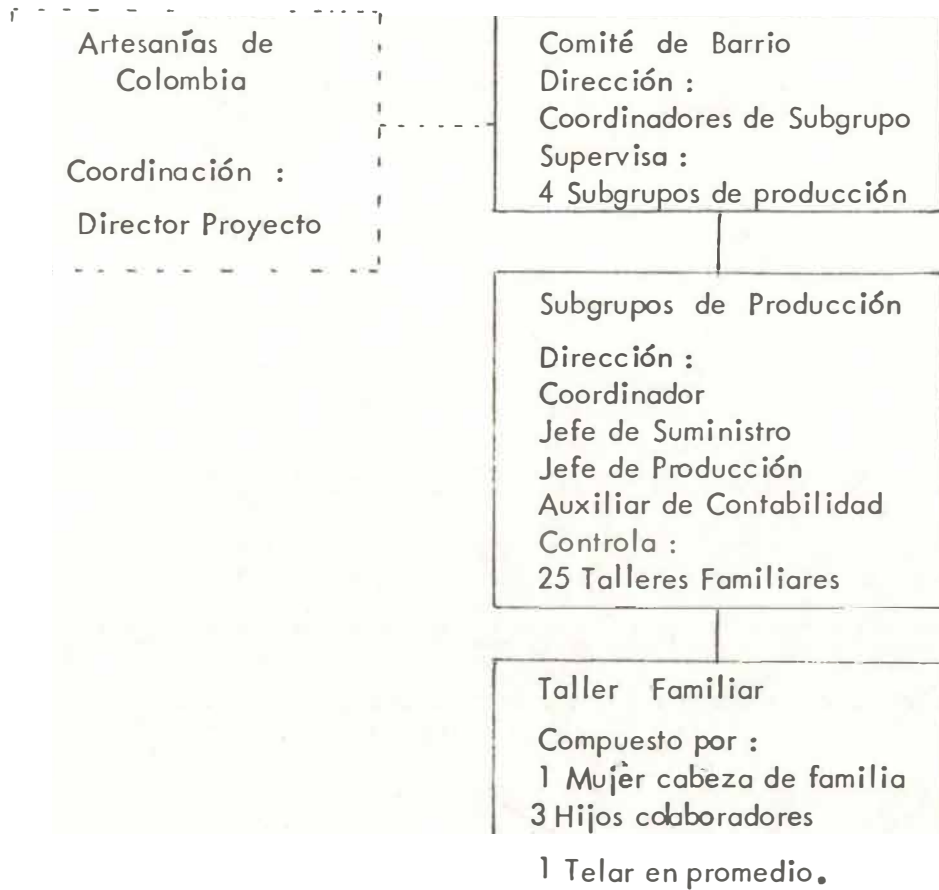 Artesanías de
Colombia
Coordinación :
Director Proyecto
Comité de Barrio
Dirección :
Coordinadores de Subgrupo
Supervisa :
4 Subgrupos de producción
Subgrupos de Producción
Dirección :
Coordinador
Jefe de Suministro
Jefe de Producción
Auxiliar de Contabilidad
Controla :
25 Talleres Familiares
Taller Familiar
Compuesto por :
1 Mujer cabeza de familia
3 Hijos colaboradores
1 Telar en promedio.